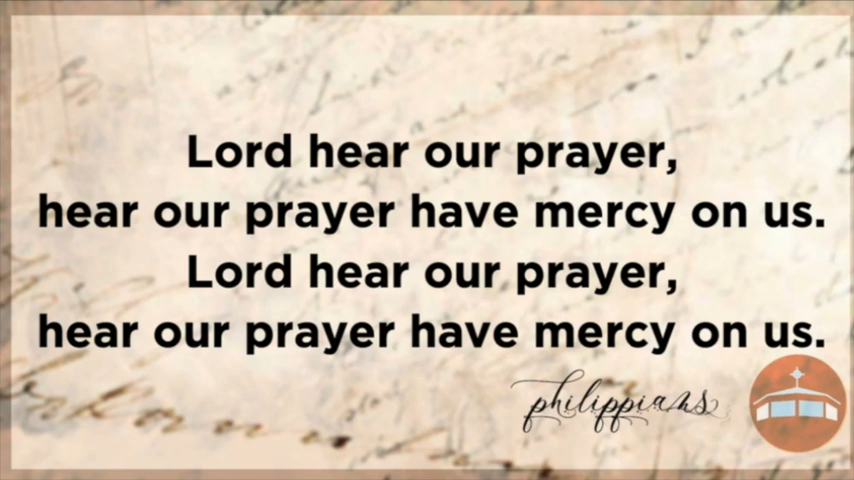 Lord hear our prayer,
hear our prayer have mercy on us.
Lord hear our prayer,
hear our prayer have mercy on us.
philippians